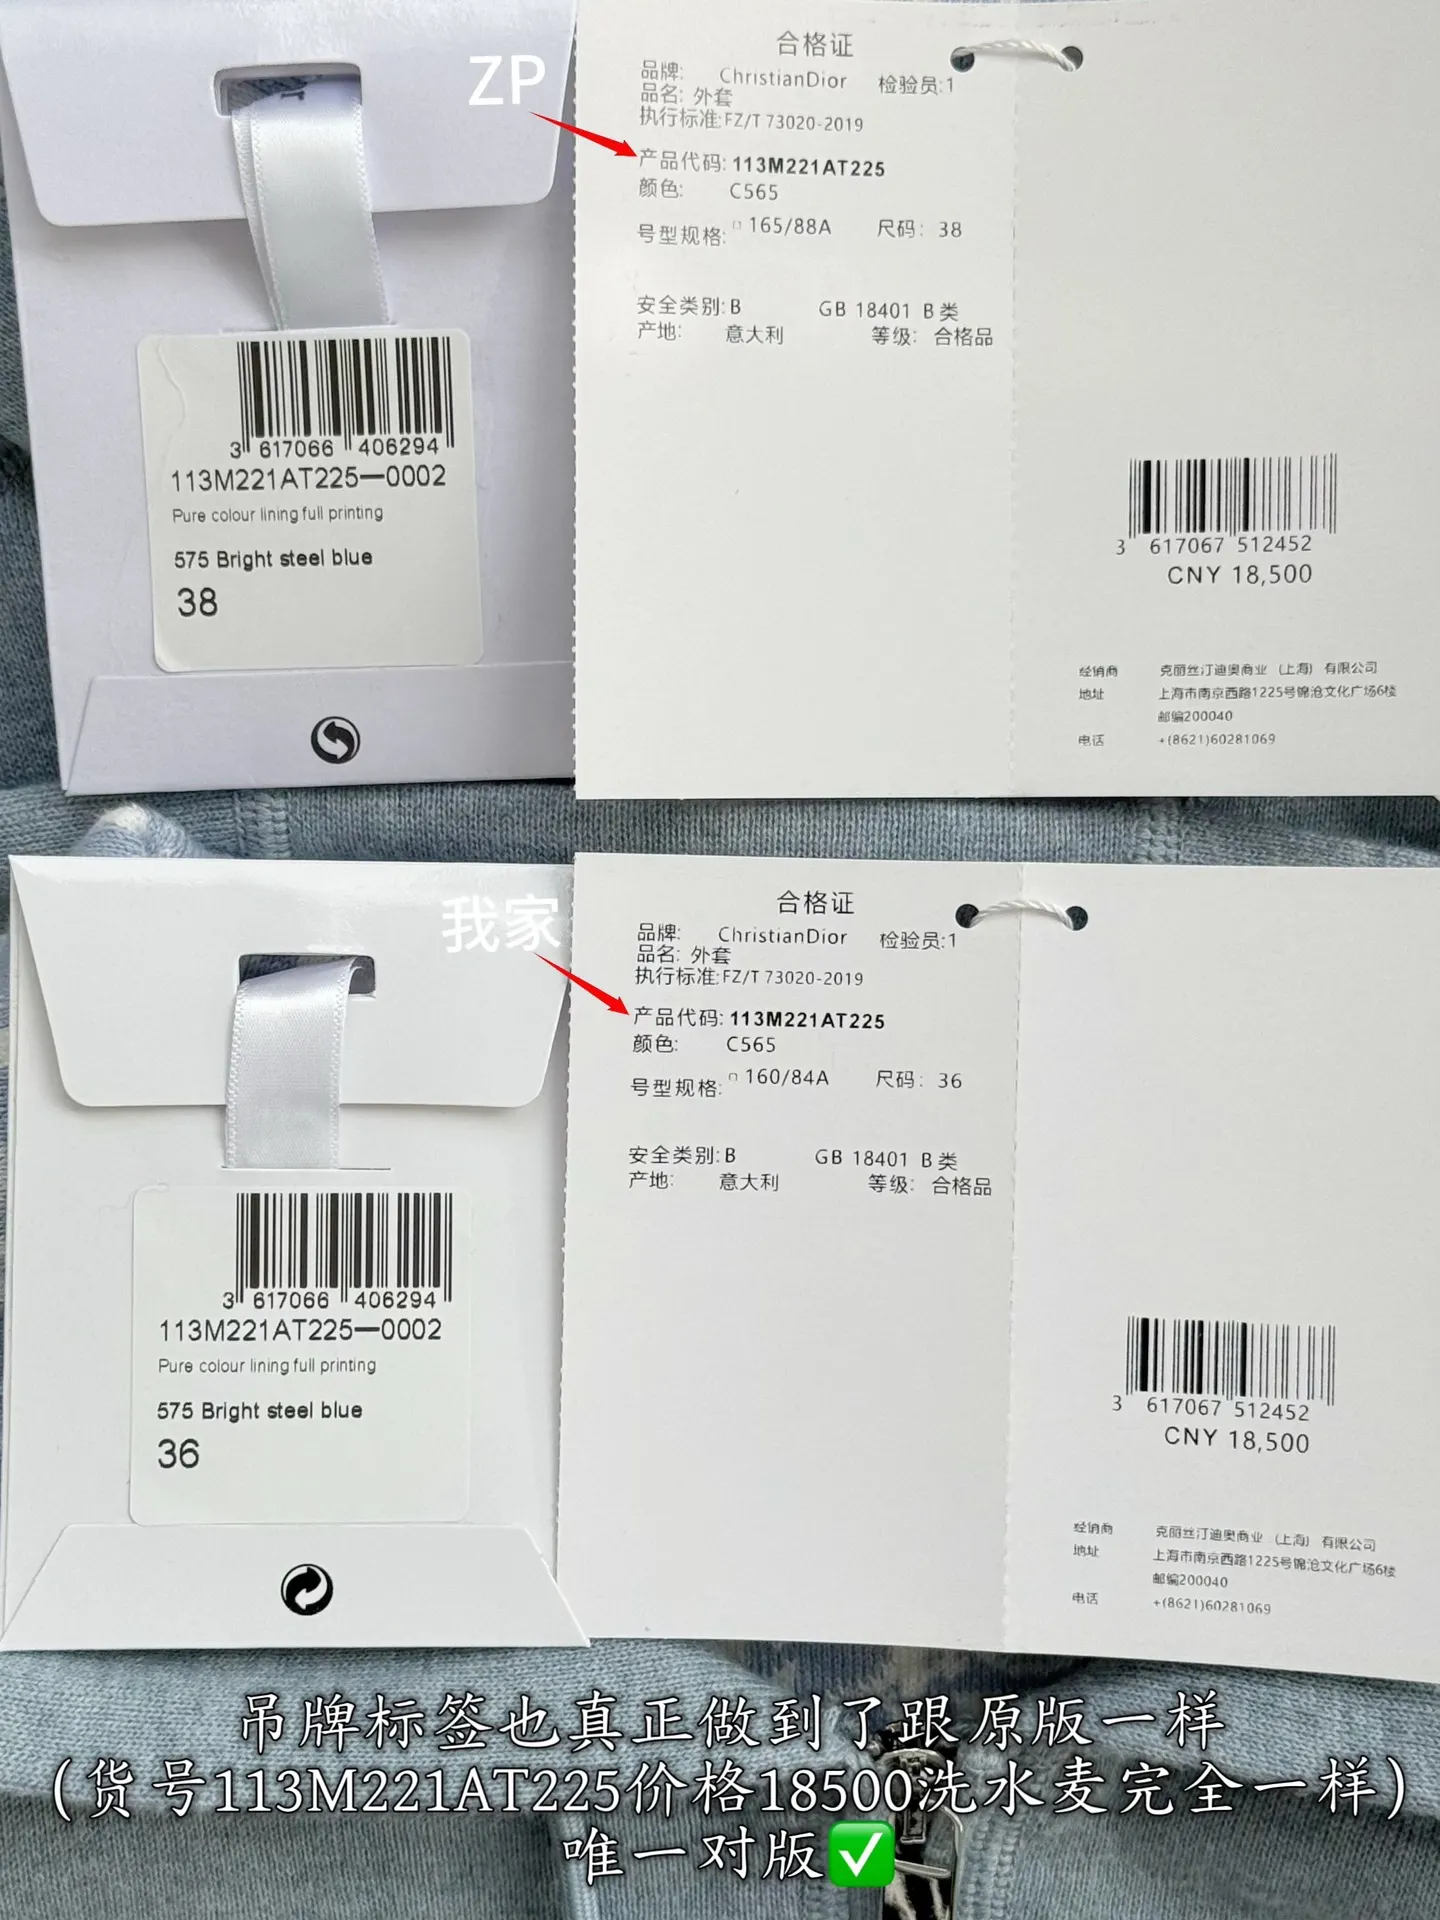 ZP
3 617066 406294
113M221AT225—0002
Pure colour lining full printing
575 Bright steel blue
38
合格证
品牌: ChristianDior 检验员:1
品名: 外套
执行标准:FZ/T 73020-2019
产品代码: 113M221AT225
颜色: C565
号型规格: □ 165/88A 尺码: 38
安全类别: B GB 18401 B 类
产地: 意大利 等级: 合格品
3 617067 512452
CNY 18,500
经销商 克丽丝汀迪奥商业 (上海) 有限公司
地址 上海市南京西路1225号锦沧文化广场6楼
邮编200040
电话 +(8621)60281069
我家
3 617066 406294
113M221AT225—0002
Pure colour lining full printing
575 Bright steel blue
36
合格证
品牌: ChristianDior 检验员:1
品名: 外套
执行标准:FZ/T 73020-2019
产品代码: 113M221AT225
颜色: C565
号型规格: □ 160/84A 尺码: 36
安全类别: B GB 18401 B 类
产地: 意大利 等级: 合格品
3 617067 512452
CNY 18,500
经销商 克丽丝汀迪奥商业 (上海) 有限公司
地址 上海市南京西路1225号锦沧文化广场6楼
邮编200040
电话 +(8621)60281069
吊牌标签也真正做到了跟原版一样
(货号113M221AT225价格18500洗水麦完全一样)
唯一对版✅